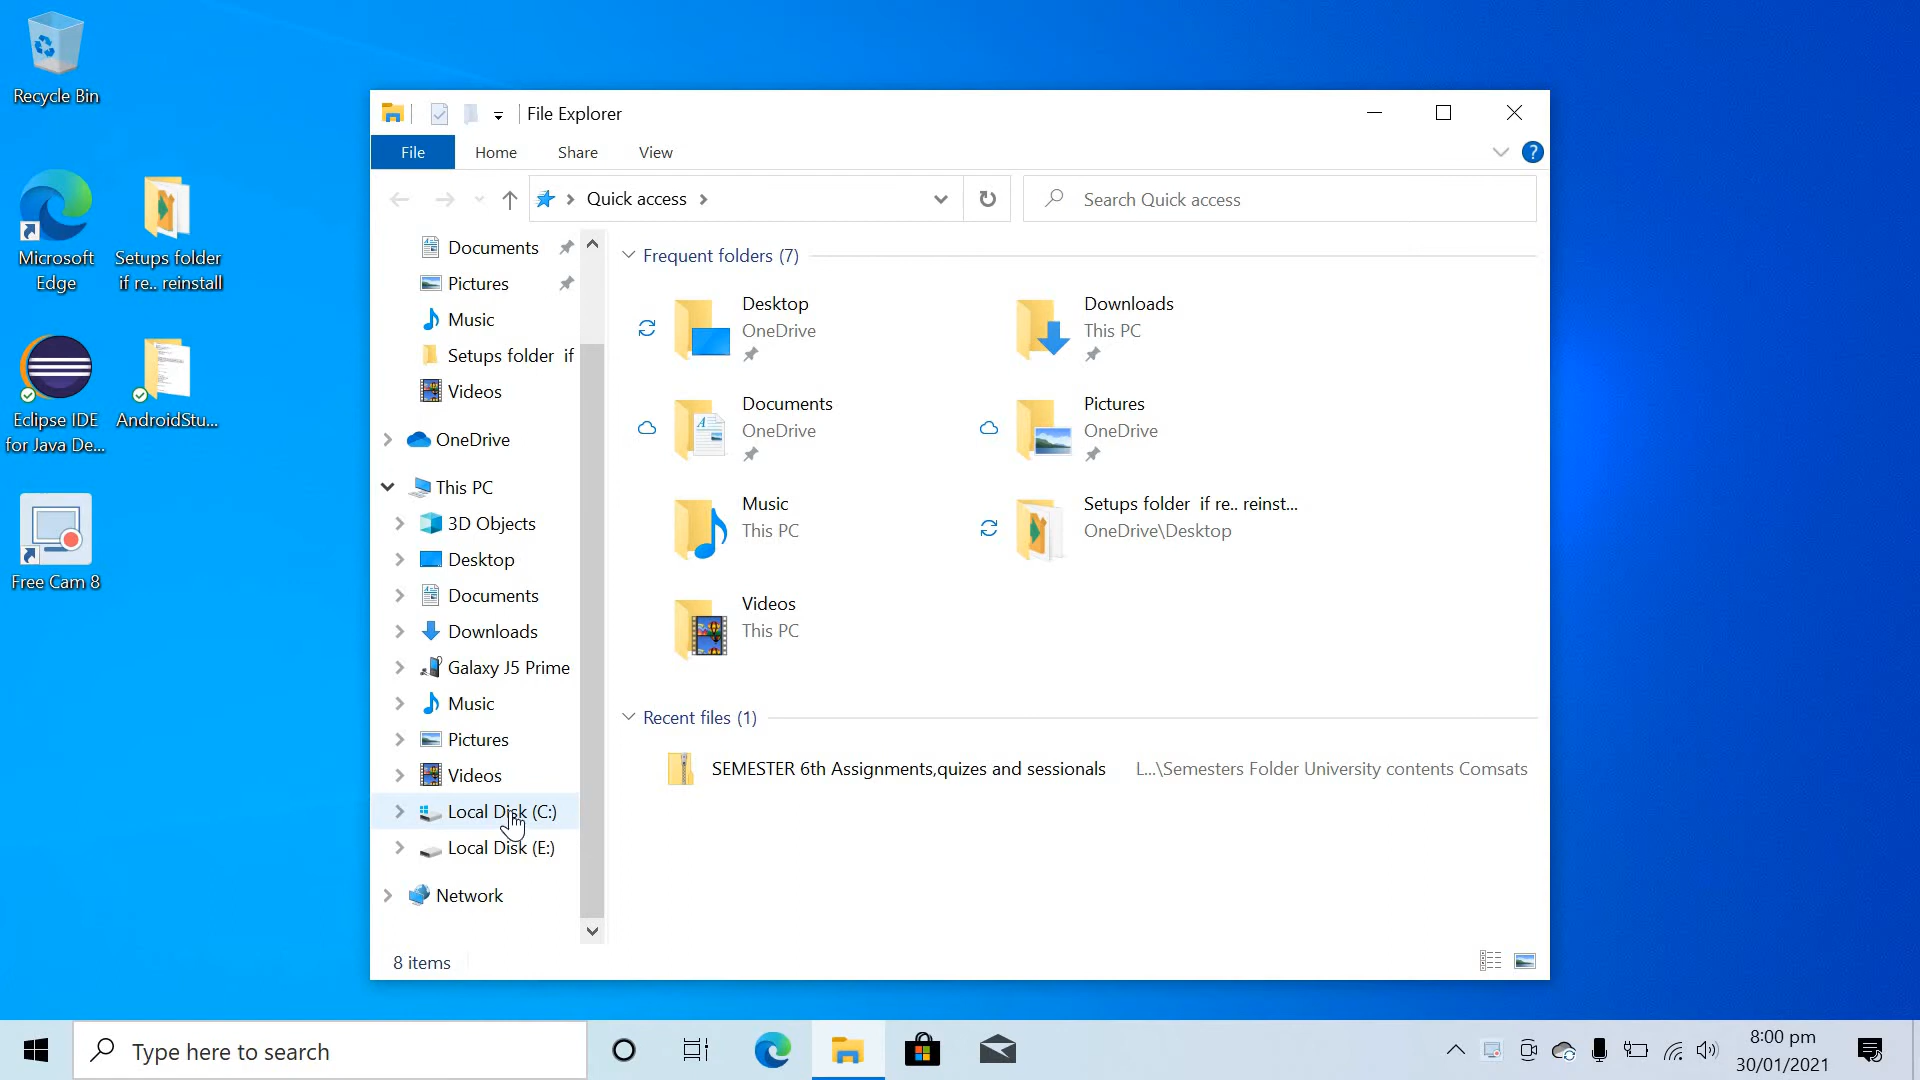 Recycle Bin
Microsoft
Edge
Setups folder
if re.. reinstall
Eclipse IDE
for Java De...
AndroidStu...
Free Cam 8
File Explorer
File
Home
Share
View
?
Quick access
Search Quick access
Documents
Pictures
Music
Setups folder if
Videos
OneDrive
This PC
3D Objects
Desktop
Documents
Downloads
Galaxy J5 Prime
Music
Pictures
Videos
Local Disk (C:)
Local Disk (E:)
Network
Frequent folders (7)
Desktop
OneDrive
Downloads
This PC
Documents
OneDrive
Pictures
OneDrive
Music
This PC
Setups folder if re.. reinst...
OneDrive\Desktop
Videos
This PC
Recent files (1)
SEMESTER 6th Assignments,quizes and sessionals
L...\Semesters Folder University contents Comsats
8 items
Type here to search
8:00 pm
30/01/2021